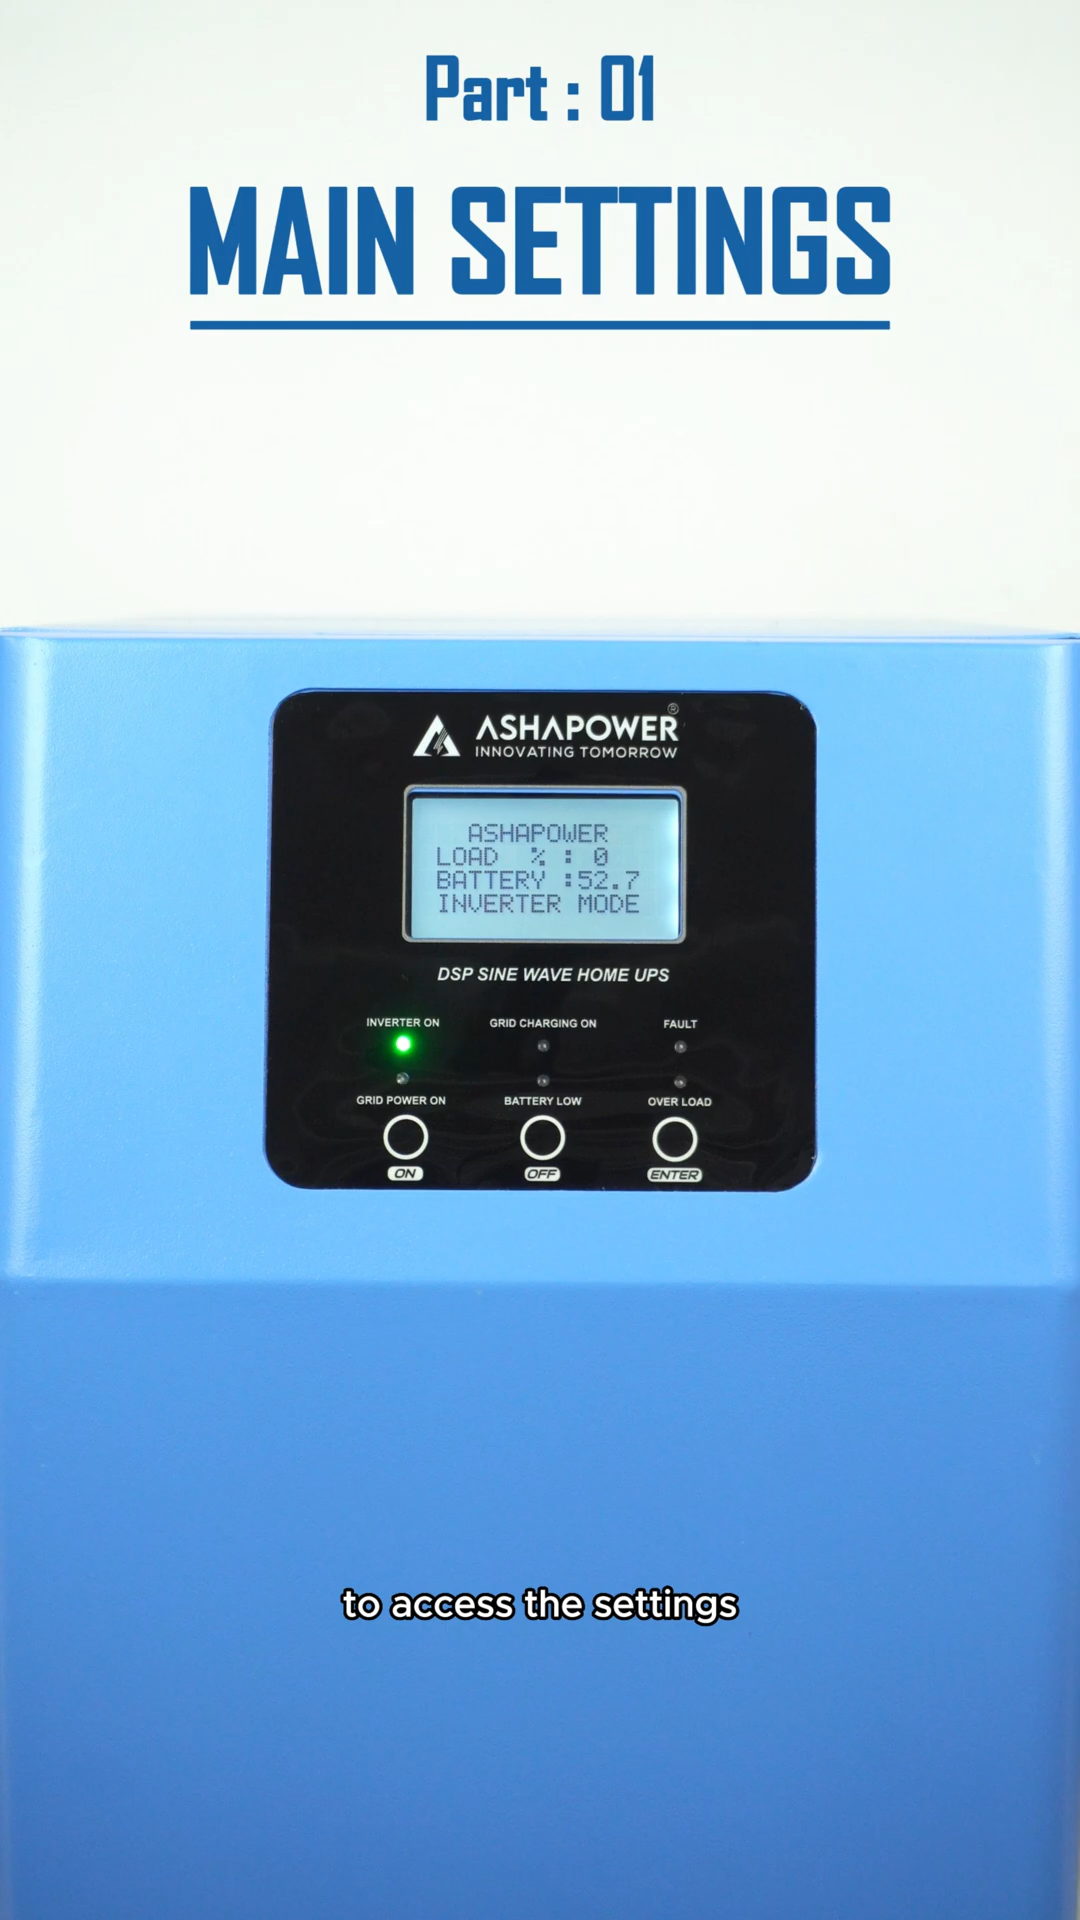 Part : 01
MAIN SETTINGS
ASHAPOWER®
INNOVATING TOMORROW
ASHAPOWER
LOAD % : 0
BATTERY :52.7
INVERTER MODE
DSP SINE WAVE HOME UPS
INVERTER ON GRID CHARGING ON FAULT
GRID POWER ON BATTERY LOW OVER LOAD
ON OFF ENTER
to access the settings